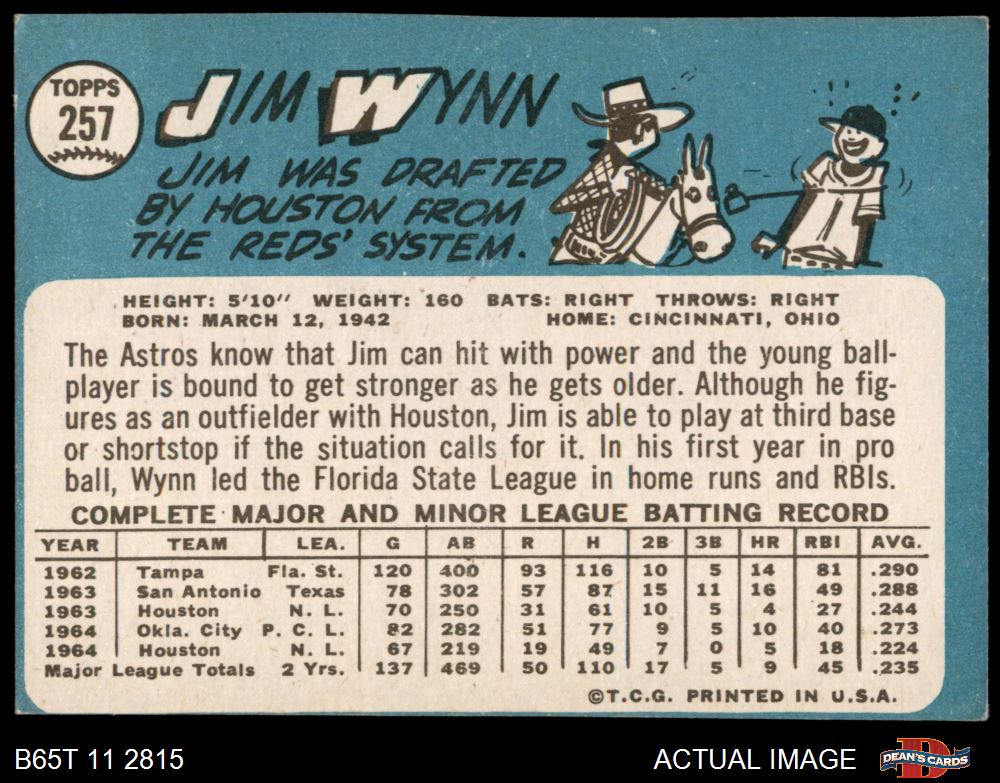 TOPPS
257
JIM WYNN
JIM WAS DRAFTED
BY HOUSTON FROM
THE REDS' SYSTEM.
HEIGHT: 5'10" WEIGHT: 160 BATS: RIGHT THROWS: RIGHT
BORN: MARCH 12, 1942 HOME: CINCINNATI, OHIO
The Astros know that Jim can hit with power and the young ball-
player is bound to get stronger as he gets older. Although he fig-
ures as an outfielder with Houston, Jim is able to play at third base
or shortstop if the situation calls for it. In his first year in pro
ball, Wynn led the Florida State League in home runs and RBIs.
COMPLETE MAJOR AND MINOR LEAGUE BATTING RECORD
YEAR TEAM LEA. G AB R H 2B 3B HR RBI AVG.
1962 Tampa Fla. St. 120 400 93 116 10 5 14 81 .290
1963 San Antonio Texas 78 302 57 87 15 11 16 49 .288
1963 Houston N. L. 70 250 31 61 10 5 4 27 .244
1964 Okla. City P. C. L. 82 282 51 77 9 5 10 40 .273
1964 Houston N. L. 67 219 19 49 7 0 5 18 .224
Major League Totals 2 Yrs. 137 469 50 110 17 5 9 45 .235
©T.C.G. PRINTED IN U.S.A.
B65T 11 2815 ACTUAL IMAGE DEAN'S CARDS